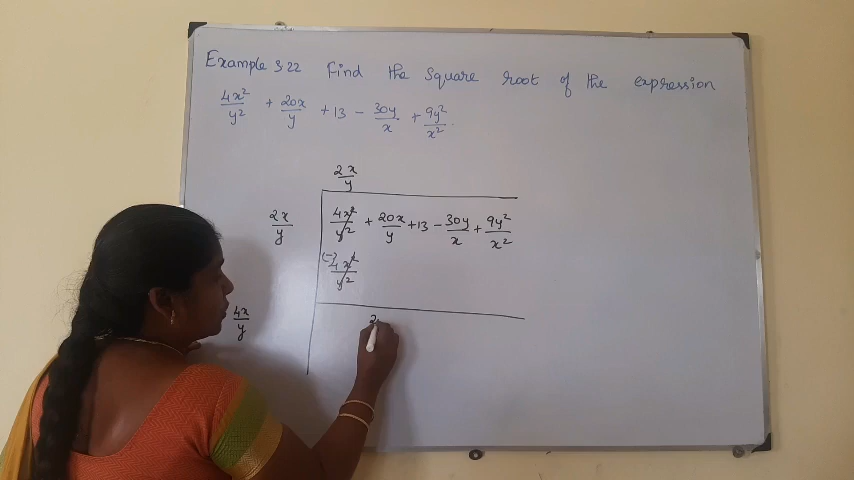 Example 3.22 Find the Square root of the expression
4x²/y² + 20x/y + 13 - 30y/x + 9y²/x².
2x/y
2x/y 4x²/y² + 20x/y + 13 - 30y/x + 9y²/x²
(-) 4x²/y²
4x/y 2